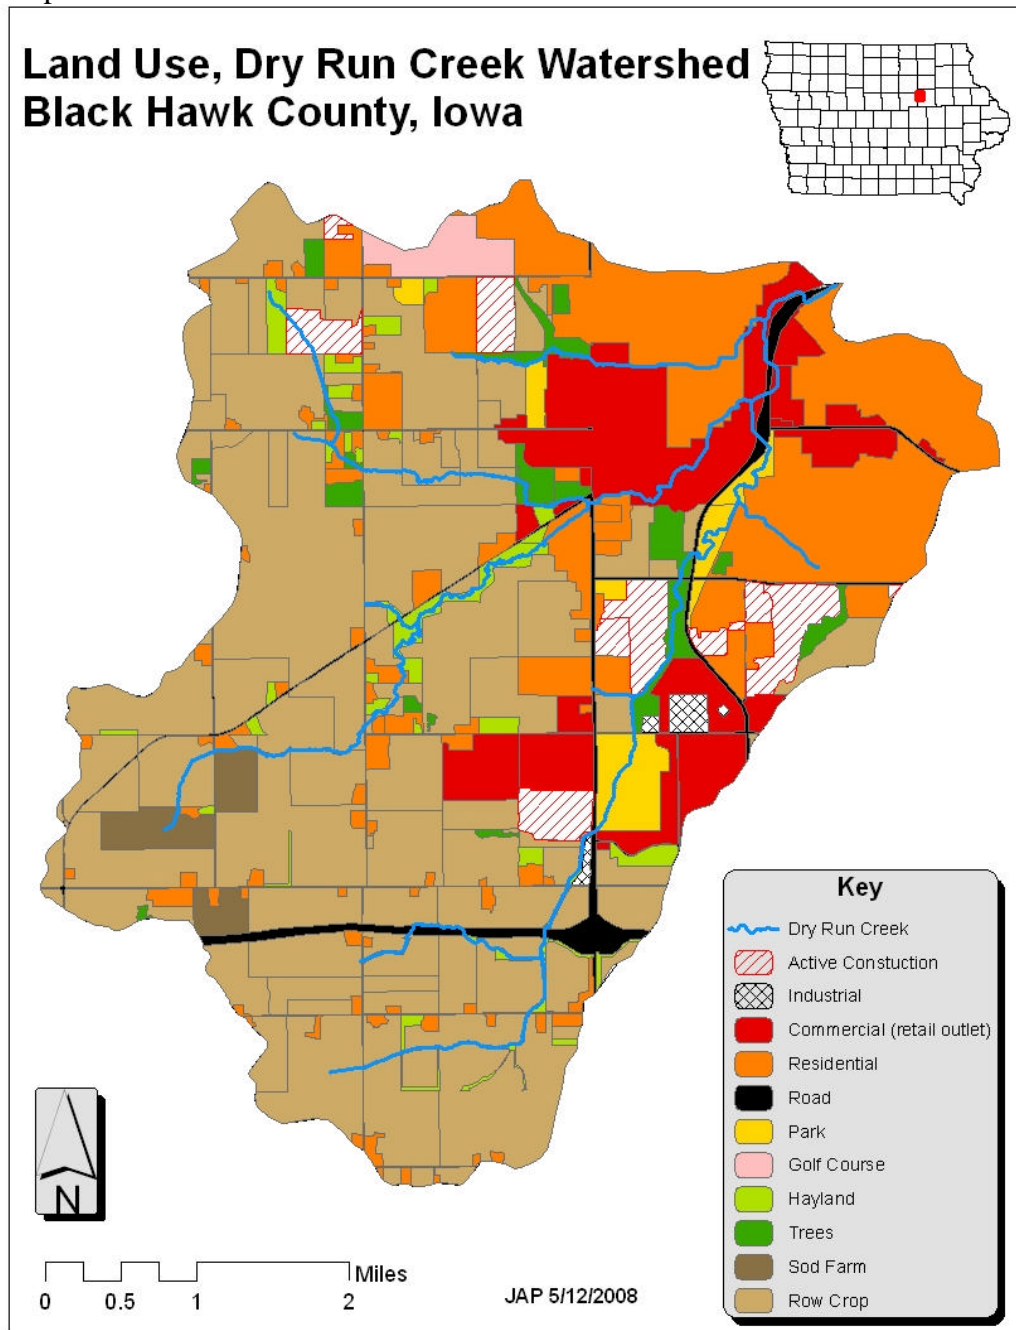 Land Use, Dry Run Creek Watershed
Black Hawk County, Iowa
Key
Dry Run Creek
Active Constuction
Industrial
Commercial (retail outlet)
Residential
Road
Park
Golf Course
Hayland
Trees
Sod Farm
Row Crop
N
Miles
0 0.5 1 2
JAP 5/12/2008